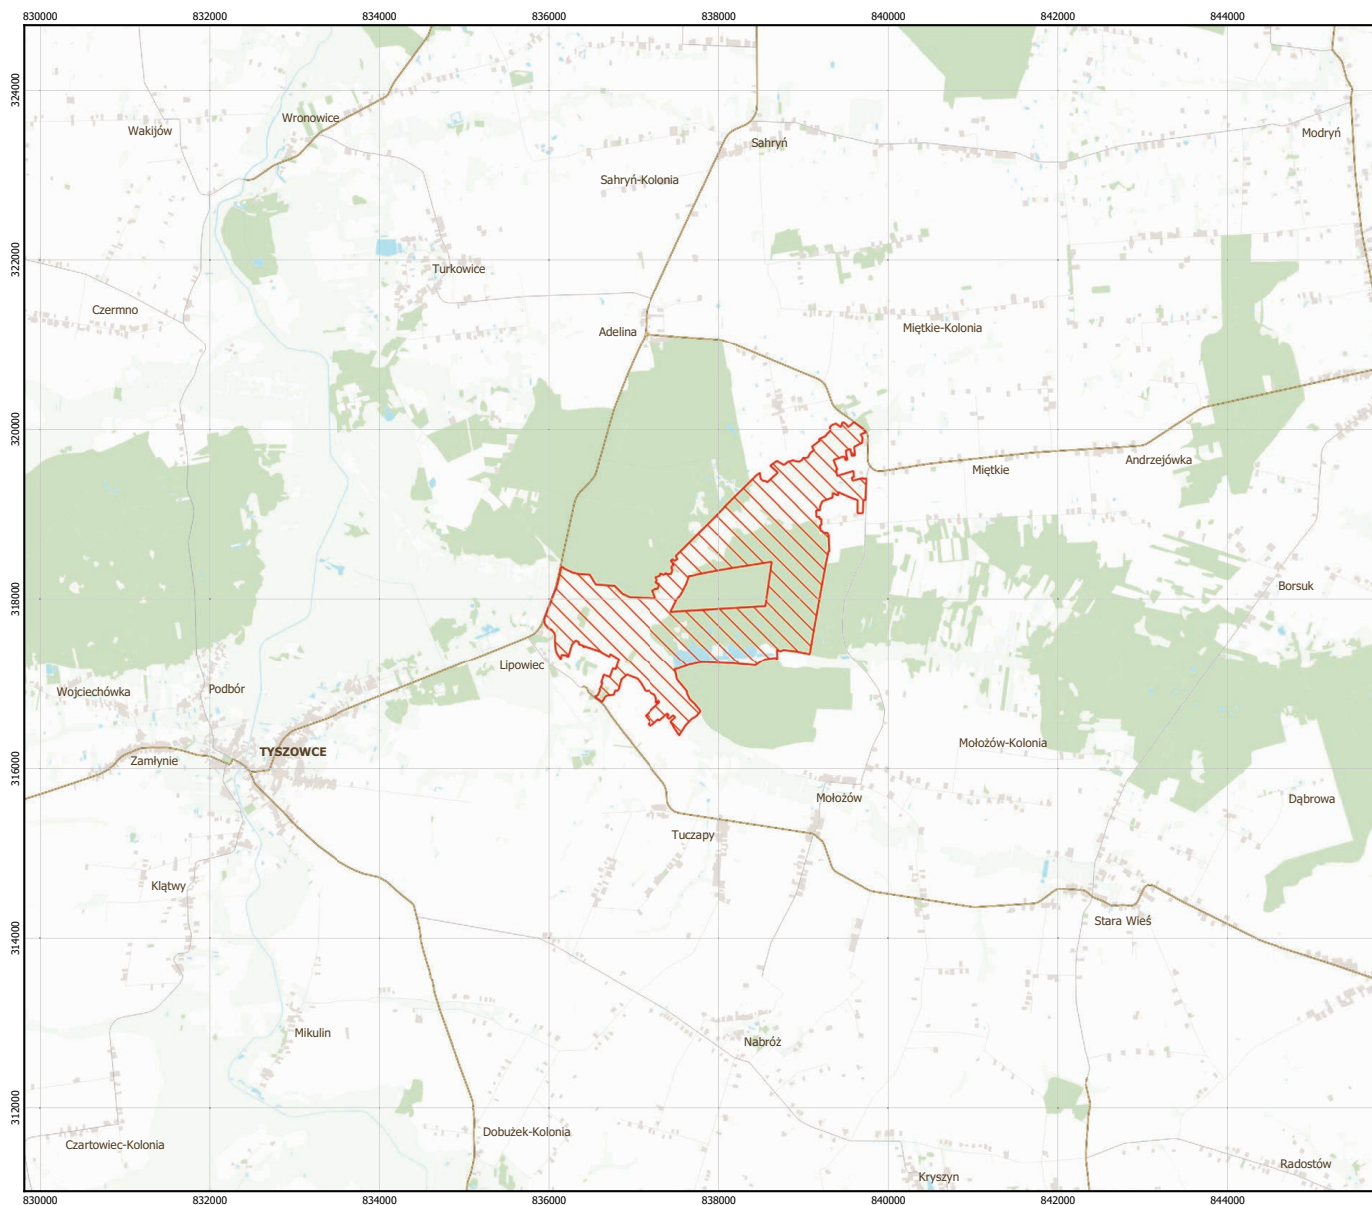 830000 832000 834000 836000 838000 840000 842000 844000
324000
Wronowice
Wakijów
Modryń
Sahryń
Sahryń-Kolonia
322000
Turkowice
Czermno
Miętkie-Kolonia
Adelina
320000
Andrzejówka
Miętkie
318000
Borsuk
Lipowiec
Podbór
Wojciechówka
Mołożów-Kolonia
TYSZOWCE
Zamłynie
316000
Mołożów
Dąbrowa
Tuczapy
Klątwy
Stara Wieś
314000
Mikulin
Nabróż
312000
Dobużek-Kolonia
Czartowiec-Kolonia
Radostów
Kryszyn
830000 832000 834000 836000 838000 840000 842000 844000